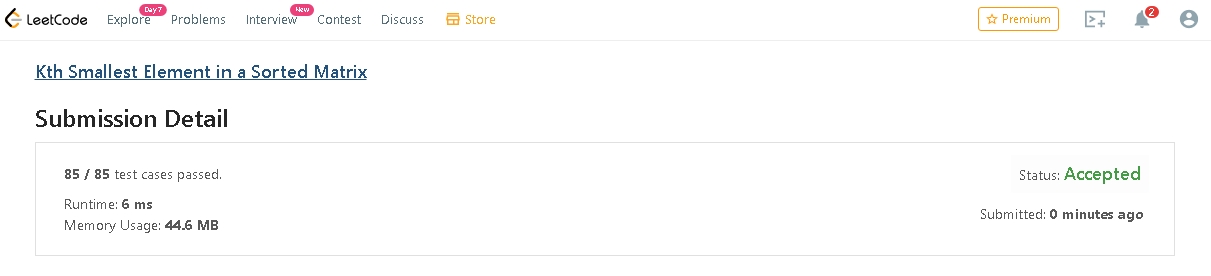 LeetCode Explore Day 7 Problems Interview New Contest Discuss Store Premium 2
Kth Smallest Element in a Sorted Matrix
Submission Detail
85 / 85 test cases passed.
Status: Accepted
Runtime: 6 ms
Submitted: 0 minutes ago
Memory Usage: 44.6 MB